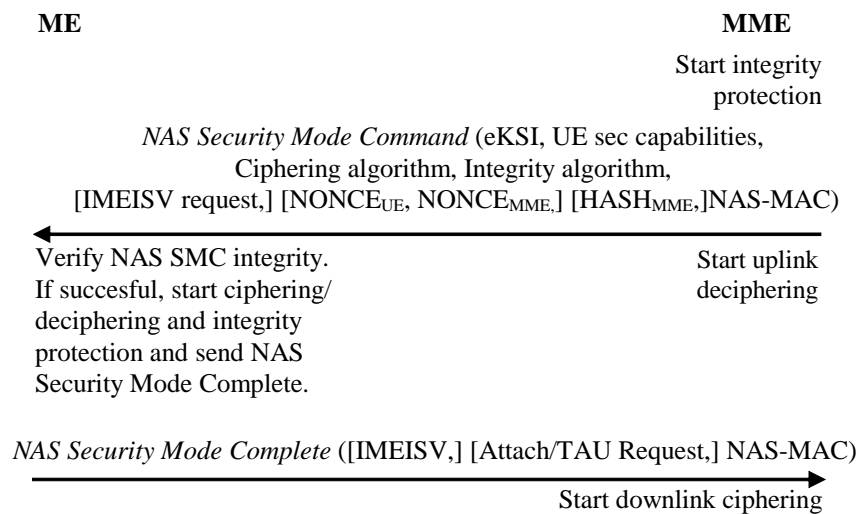 ME MME
Start integrity
protection
NAS Security Mode Command (eKSI, UE sec capabilities,
Ciphering algorithm, Integrity algorithm,
[IMEISV request,] [NONCEUE, NONCEMME,] [HASHMME,]NAS-MAC)
Verify NAS SMC integrity.
If succesful, start ciphering/
deciphering and integrity
protection and send NAS
Security Mode Complete.
Start uplink
deciphering
NAS Security Mode Complete ([IMEISV,] [Attach/TAU Request,] NAS-MAC)
Start downlink ciphering